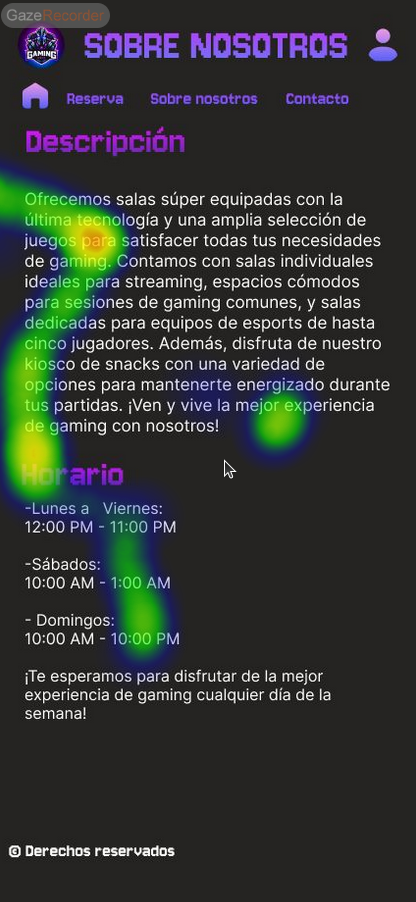 GazeRecorder
GAMING
SOBRE NOSOTROS
Reserva Sobre nosotros Contacto
Descripción
Ofrecemos salas súper equipadas con la
última tecnología y una amplia selección de
juegos para satisfacer todas tus necesidades
de gaming. Contamos con salas individuales
ideales para streaming, espacios cómodos
para sesiones de gaming comunes, y salas
dedicadas para equipos de esports de hasta
cinco jugadores. Además, disfruta de nuestro
kiosco de snacks con una variedad de
opciones para mantenerte energizado durante
tus partidas. ¡Ven y vive la mejor experiencia
de gaming con nosotros!
Horario
-Lunes a Viernes:
12:00 PM - 11:00 PM
-Sábados:
10:00 AM - 1:00 AM
- Domingos:
10:00 AM - 10:00 PM
¡Te esperamos para disfrutar de la mejor
experiencia de gaming cualquier día de la
semana!
© Derechos reservados